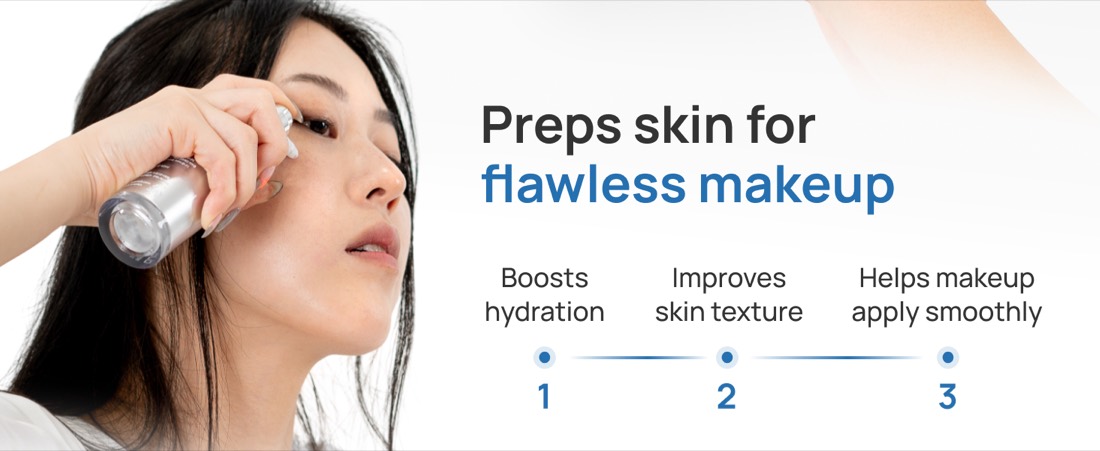 Preps skin for
flawless makeup
Boosts
hydration
Improves
skin texture
Helps makeup
apply smoothly
1
2
3